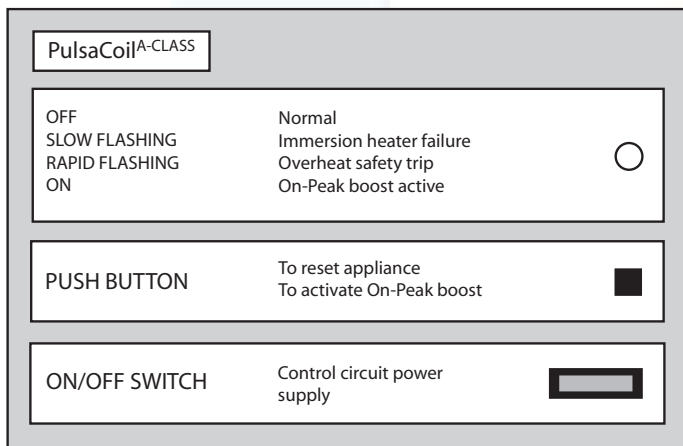 PulsaCoilA-CLASS
OFF Normal
SLOW FLASHING Immersion heater failure
RAPID FLASHING Overheat safety trip
ON On-Peak boost active
PUSH BUTTON To reset appliance
To activate On-Peak boost
ON/OFF SWITCH Control circuit power
supply